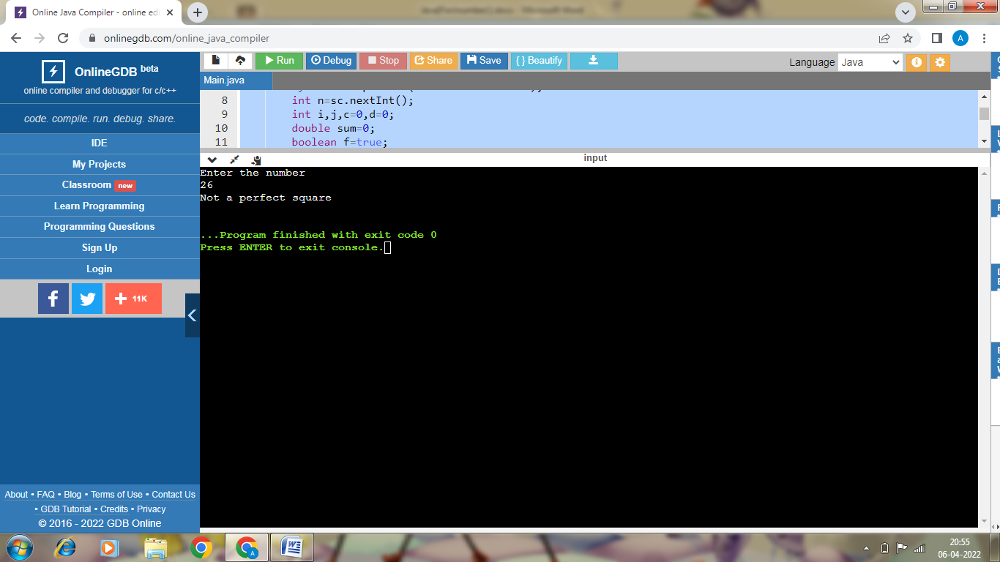 Online Java Compiler - online edi
onlinegdb.com/online_java_compiler
A
OnlineGDB beta
online compiler and debugger for c/c++
code. compile. run. debug. share.
IDE
My Projects
Classroom new
Learn Programming
Programming Questions
Sign Up
Login
11K
About • FAQ • Blog • Terms of Use • Contact Us
• GDB Tutorial • Credits • Privacy
© 2016 - 2022 GDB Online
Run Debug Stop Share Save { } Beautify
Language Java
Main.java
8 int n=sc.nextInt();
9 int i,j,c=0,d=0;
10 double sum=0;
11 boolean f=true;
input
Enter the number
26
Not a perfect square
...Program finished with exit code 0
Press ENTER to exit console.
20:55
06-04-2022